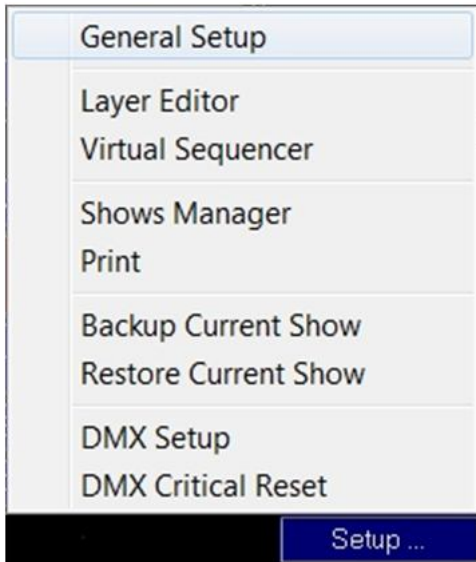 General Setup
Layer Editor
Virtual Sequencer
Shows Manager
Print
Backup Current Show
Restore Current Show
DMX Setup
DMX Critical Reset
Setup ...